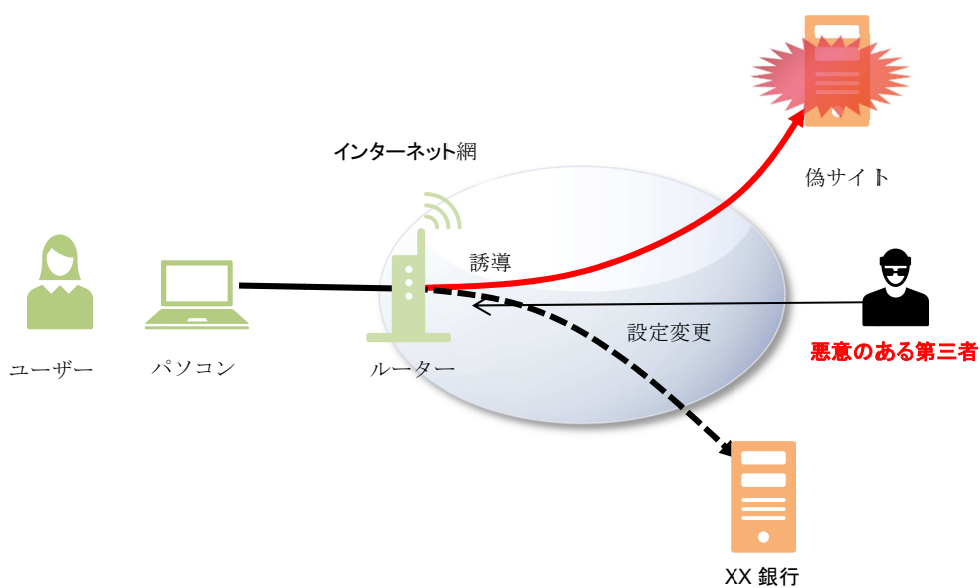 インターネット網
偽サイト
誘導
設定変更
悪意のある第三者
ユーザー
パソコン
ルーター
XX 銀行